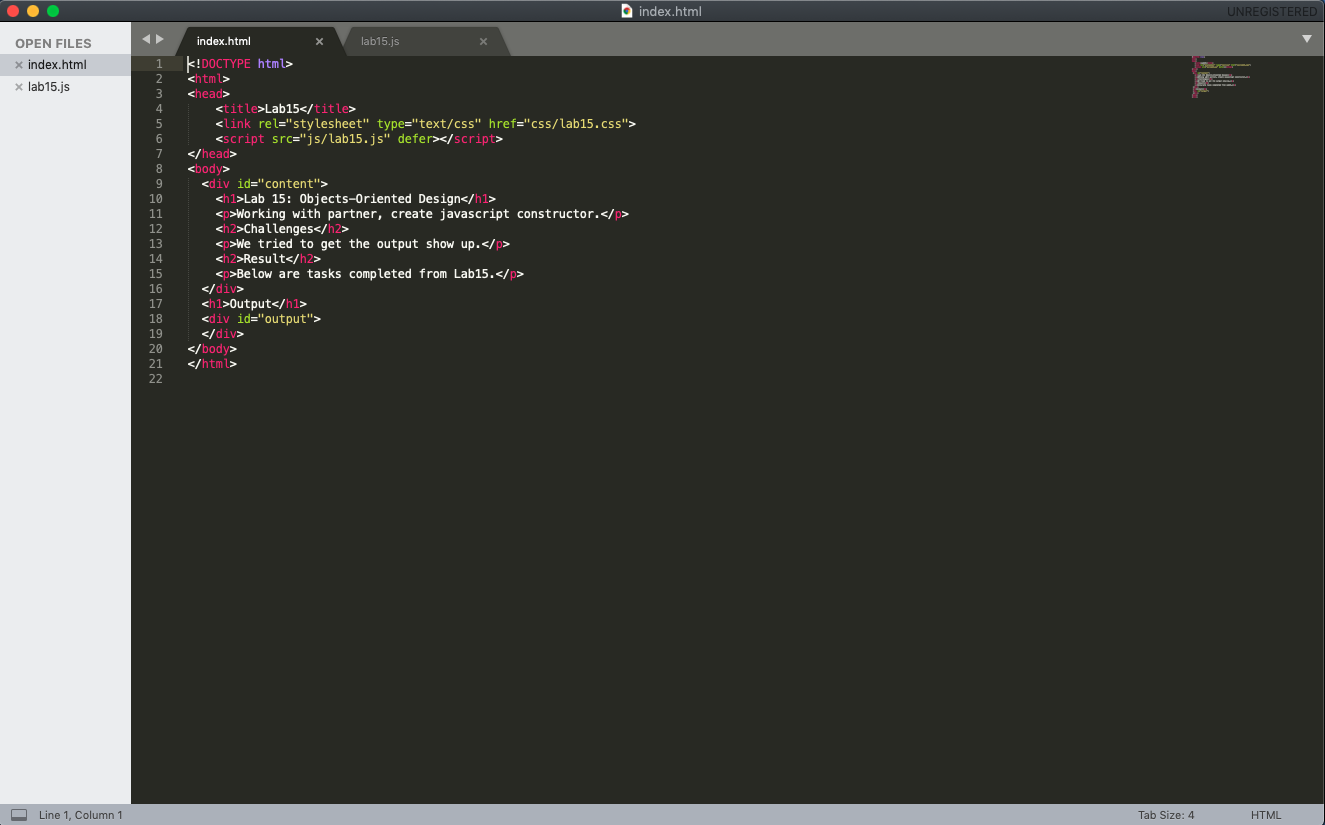 index.html
UNREGISTERED
OPEN FILES
index.html
lab15.js
index.html
lab15.js
1 <!DOCTYPE html>
2 <html>
3 <head>
4     <title>Lab15</title>
5     <link rel="stylesheet" type="text/css" href="css/lab15.css">
6     <script src="js/lab15.js" defer></script>
7 </head>
8 <body>
9   <div id="content">
10     <h1>Lab 15: Objects-Oriented Design</h1>
11     <p>Working with partner, create javascript constructor.</p>
12     <h2>Challenges</h2>
13     <p>We tried to get the output show up.</p>
14     <h2>Result</h2>
15     <p>Below are tasks completed from Lab15.</p>
16   </div>
17   <h1>Output</h1>
18   <div id="output">
19   </div>
20 </body>
21 </html>
22
Line 1, Column 1
Tab Size: 4
HTML